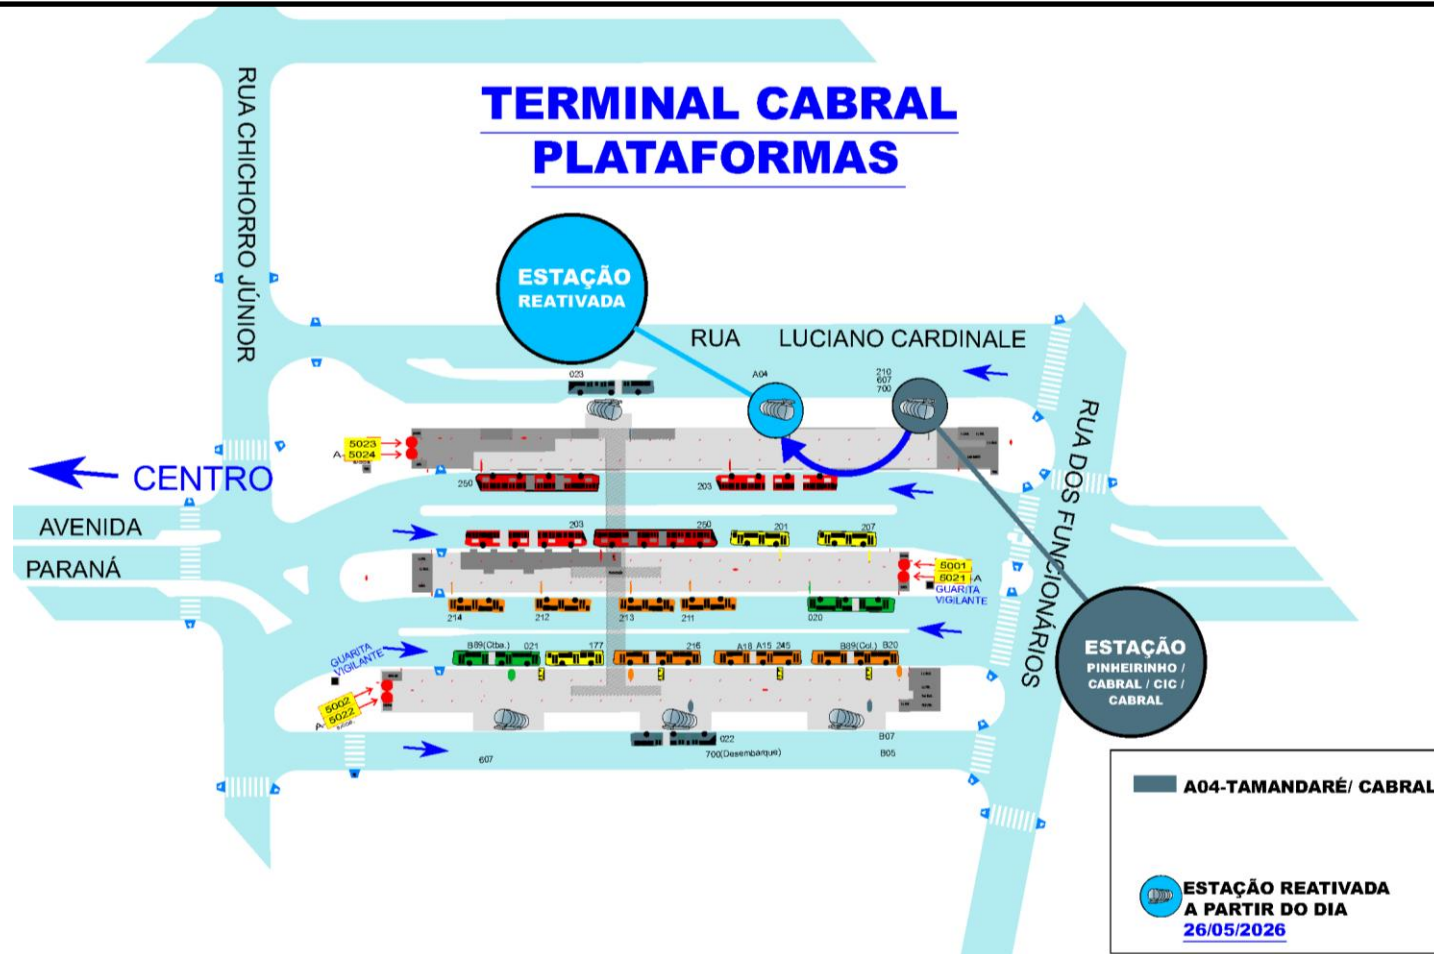 TERMINAL CABRAL
PLATAFORMAS
RUA CHICHORRO JÚNIOR
ESTAÇÃO
REATIVADA
RUA LUCIANO CARDINALE
023
A04
210
607
700
5023
5024
CENTRO
250
203
RUA DOS FUNCIONÁRIOS
AVENIDA
PARANÁ
203
250
201
207
5001
5021
GUARITA
VIGILANTE
214
212
213
211
020
GUARITA
VIGILANTE
B89(Ctba.)
021
177
216
A18 A15 245
B89(Col.)
B20
5002
5022
ESTAÇÃO
PINHEIRINHO /
CABRAL / CIC /
CABRAL
607
022
700(Desembarque)
B07
B05
A04-TAMANDARÉ/ CABRAL
ESTAÇÃO REATIVADA
A PARTIR DO DIA
26/05/2026